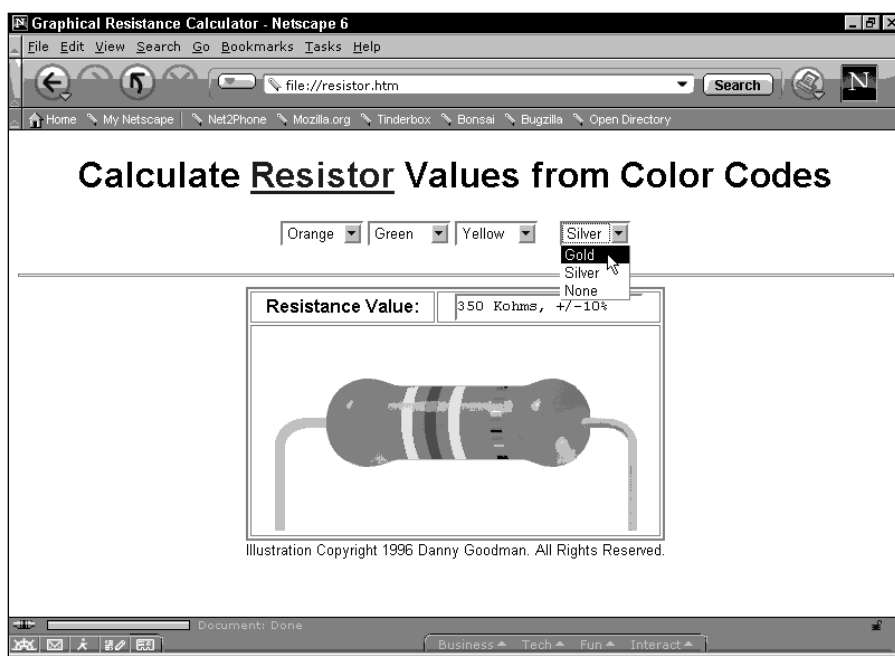 Graphical Resistance Calculator - Netscape 6
File Edit View Search Go Bookmarks Tasks Help
file://resistor.htm Search N
Home My Netscape Net2Phone Mozilla.org Tinderbox Bonsai Bugzilla Open Directory
Calculate Resistor Values from Color Codes
Orange Green Yellow Silver
Gold
Silver
None
Resistance Value: 350 Kohms, +/-10%
Illustration Copyright 1996 Danny Goodman. All Rights Reserved.
Document: Done
Business Tech Fun Interact